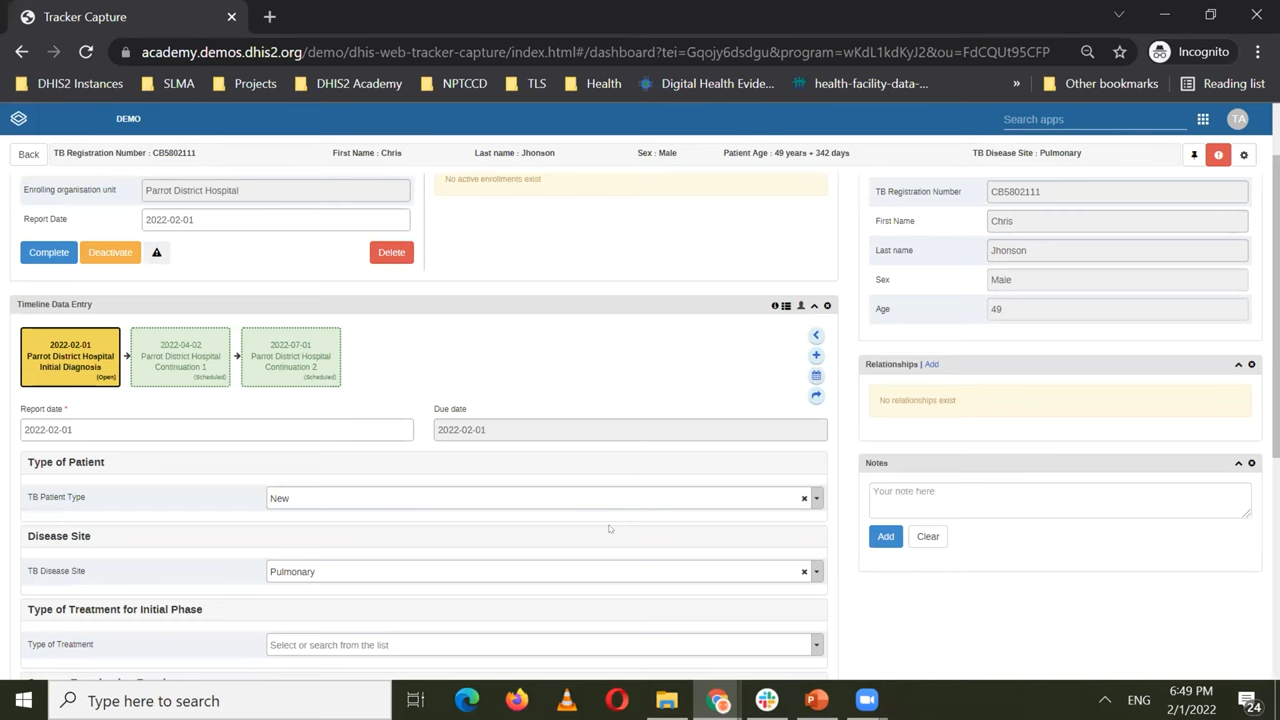 Tracker Capture
academy.demos.dhis2.org/demo/dhis-web-tracker-capture/index.html#/dashboard?tei=Gqojy6dsdgu&program=wKdL1kdKyJ2&ou=FdCQUt95CFP
Incognito
DHIS2 Instances
SLMA
Projects
DHIS2 Academy
NPTCCD
TLS
Health
Digital Health Evide...
health-facility-data-...
»
Other bookmarks
Reading list
DEMO
Search apps
TA
Back
TB Registration Number : CB5802111
First Name : Chris
Last name : Jhonson
Sex : Male
Patient Age : 49 years + 342 days
TB Disease Site : Pulmonary
Enrolling organisation unit
Parrot District Hospital
Report Date
2022-02-01
Complete
Deactivate
Delete
No active enrollments exist
TB Registration Number
CB5802111
First Name
Chris
Last name
Jhonson
Sex
Male
Age
49
Timeline Data Entry
2022-02-01
Parrot District Hospital
Initial Diagnosis
(Open)
2022-04-02
Parrot District Hospital
Continuation 1
(Scheduled)
2022-07-01
Parrot District Hospital
Continuation 2
(Scheduled)
Report date *
2022-02-01
Due date
2022-02-01
Type of Patient
TB Patient Type
New
Disease Site
TB Disease Site
Pulmonary
Type of Treatment for Initial Phase
Type of Treatment
Select or search from the list
Relationships | Add
No relationships exist
Notes
Your note here
Add
Clear
Type here to search
ENG
6:49 PM
2/1/2022
24